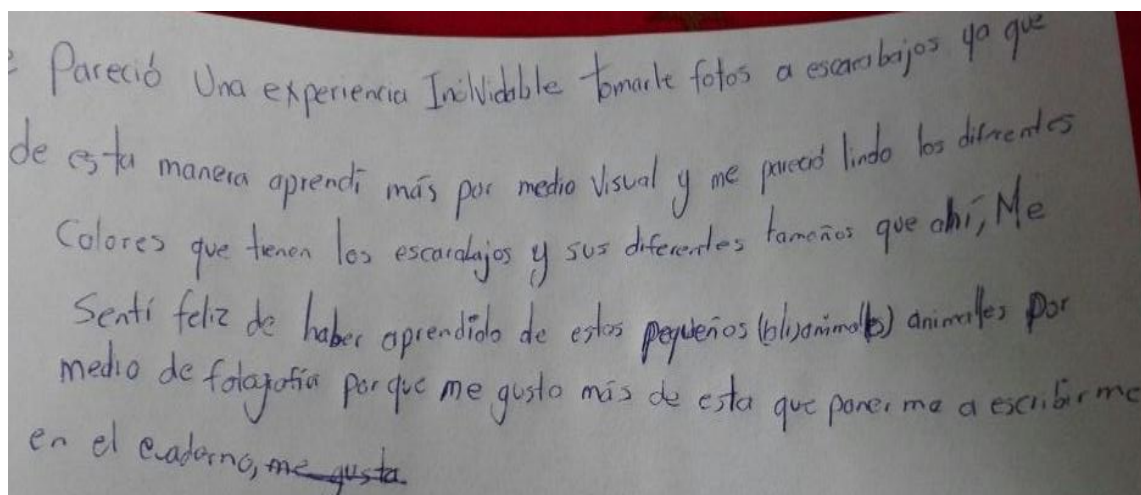 Pareció Una experiencia Inolvidable tomarle fotos a escarabajos ya que
de esta manera aprendí más por medio Visual y me pareció lindo los diferentes
Colores que tienen los escarabajos y sus diferentes tamaños que ahí, Me
Sentí feliz de haber aprendido de estos pequeños animales por
medio de fotografía porque me gusto más de esta que ponerme a escribirme
en el cuaderno, me gusta